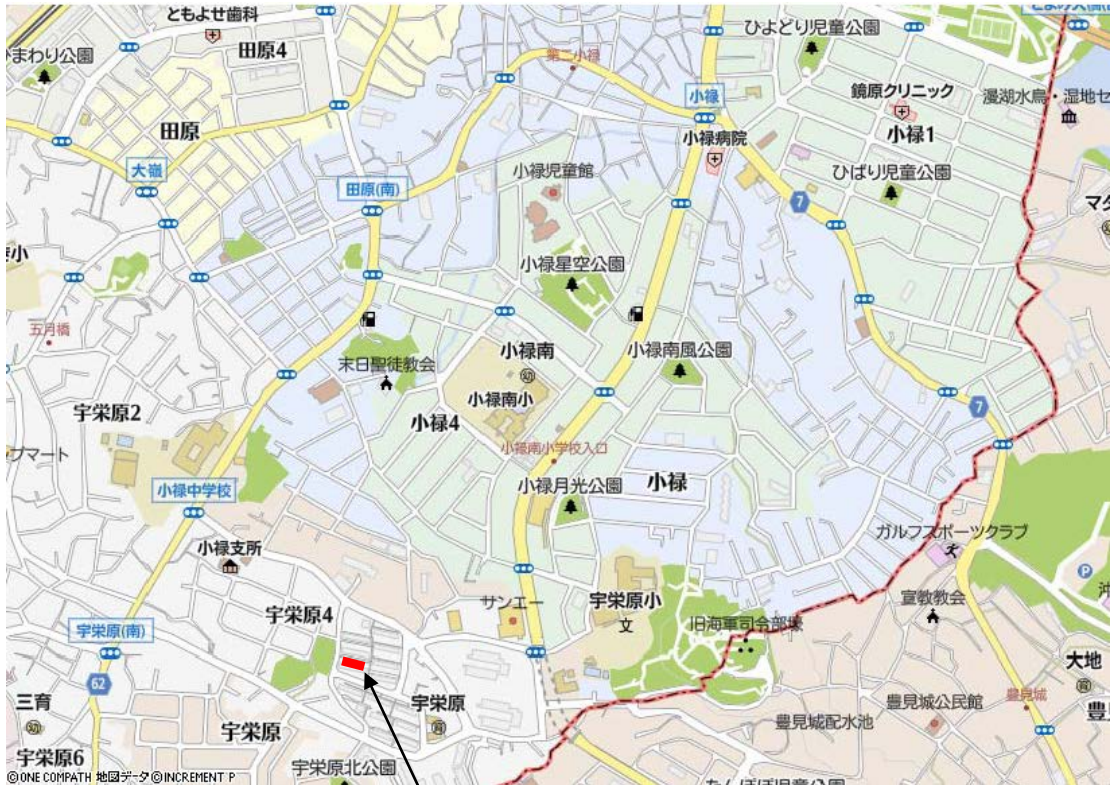 ともよせ歯科
ひよどり児童公園
まわり公園
田原4
第二小禄
小禄
鏡原クリニック
漫湖水鳥・湿地セ
田原
小禄病院
小禄1
大嶺
田原(南)
小禄児童館
7
ひばり児童公園
マタ
小禄星空公園
五月橋
小禄南
幼
小禄南風公園
末日聖徒教会
小禄南小
宇栄原2
小禄4
7
プマート
小禄南小学校入口
小禄中学校
小禄月光公園
小禄
ガルフスポーツクラブ
小禄支所
P
沖
サンエー
宇栄原小
文
宣教教会
宇栄原4
旧海軍司令部壕
宇栄原(南)
大地
62
三育
幼
宇栄原
宇栄原
豊見城公民館
豊見城
豊見城配水池
宇栄原6
宇栄原北公園
©ONE COMPATH 地図データ ©INCREMENT P